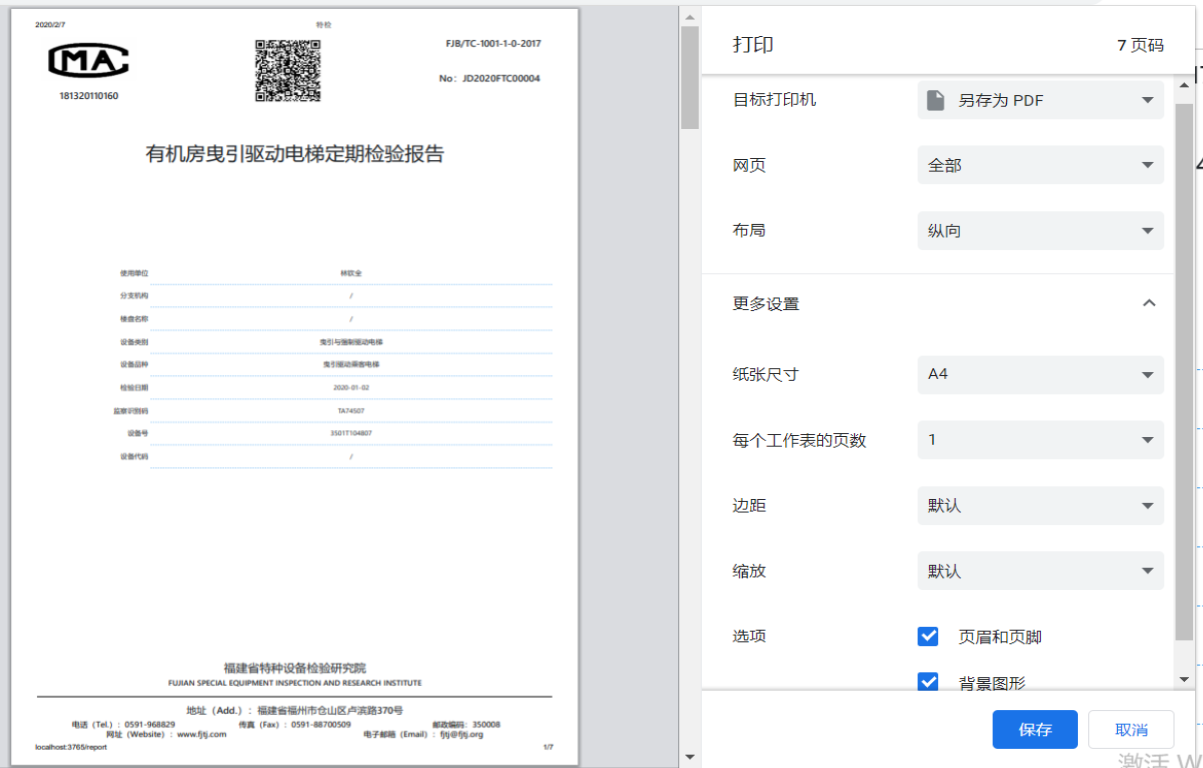 2020/2/7 特检
MA
181320110160
FJB/TC-1001-1-0-2017
No：JD2020FTC00004
有机房曳引驱动电梯定期检验报告
使用单位 林钦全
分支机构 /
楼盘名称 /
设备类别 曳引与强制驱动电梯
设备品种 曳引驱动乘客电梯
检验日期 2020-01-02
监察识别码 TA74507
设备号 3501T104807
设备代码 /
福建省特种设备检验研究院
FUJIAN SPECIAL EQUIPMENT INSPECTION AND RESEARCH INSTITUTE
地址（Add.）：福建省福州市仓山区卢滨路370号
电话（Tel.）：0591-968829 传真（Fax）：0591-88700509 邮政编码：350008
网址（Website）：www.fjtj.com 电子邮箱（Email）：fjtj@fjtj.org
localhost:3765/report 1/7
打印 7 页码
目标打印机 另存为 PDF
网页 全部
布局 纵向
更多设置
纸张尺寸 A4
每个工作表的页数 1
边距 默认
缩放 默认
选项 页眉和页脚
背景图形
保存 取消
激活 W